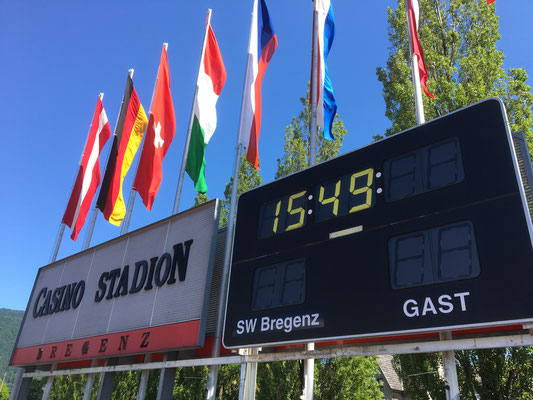 CASINO STADION
BREGENZ
15:49:
SW Bregenz
GAST